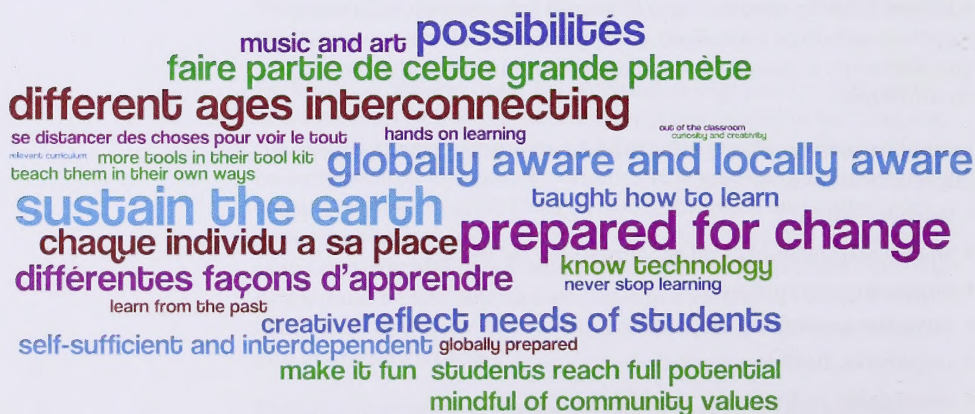 music and art possibilités
faire partie de cette grande planète
different ages interconnecting
se distancer des choses pour voir le tout hands on learning out of the classroom
curiosity and creativity
relevant curriculum more tools in their tool kit globally aware and locally aware
teach them in their own ways
sustain the earth taught how to learn
chaque individu a sa place prepared for change
différentes façons d'apprendre know technology
never stop learning
learn from the past
creative reflect needs of students
self-sufficient and interdependent globally prepared
make it fun students reach full potential
mindful of community values